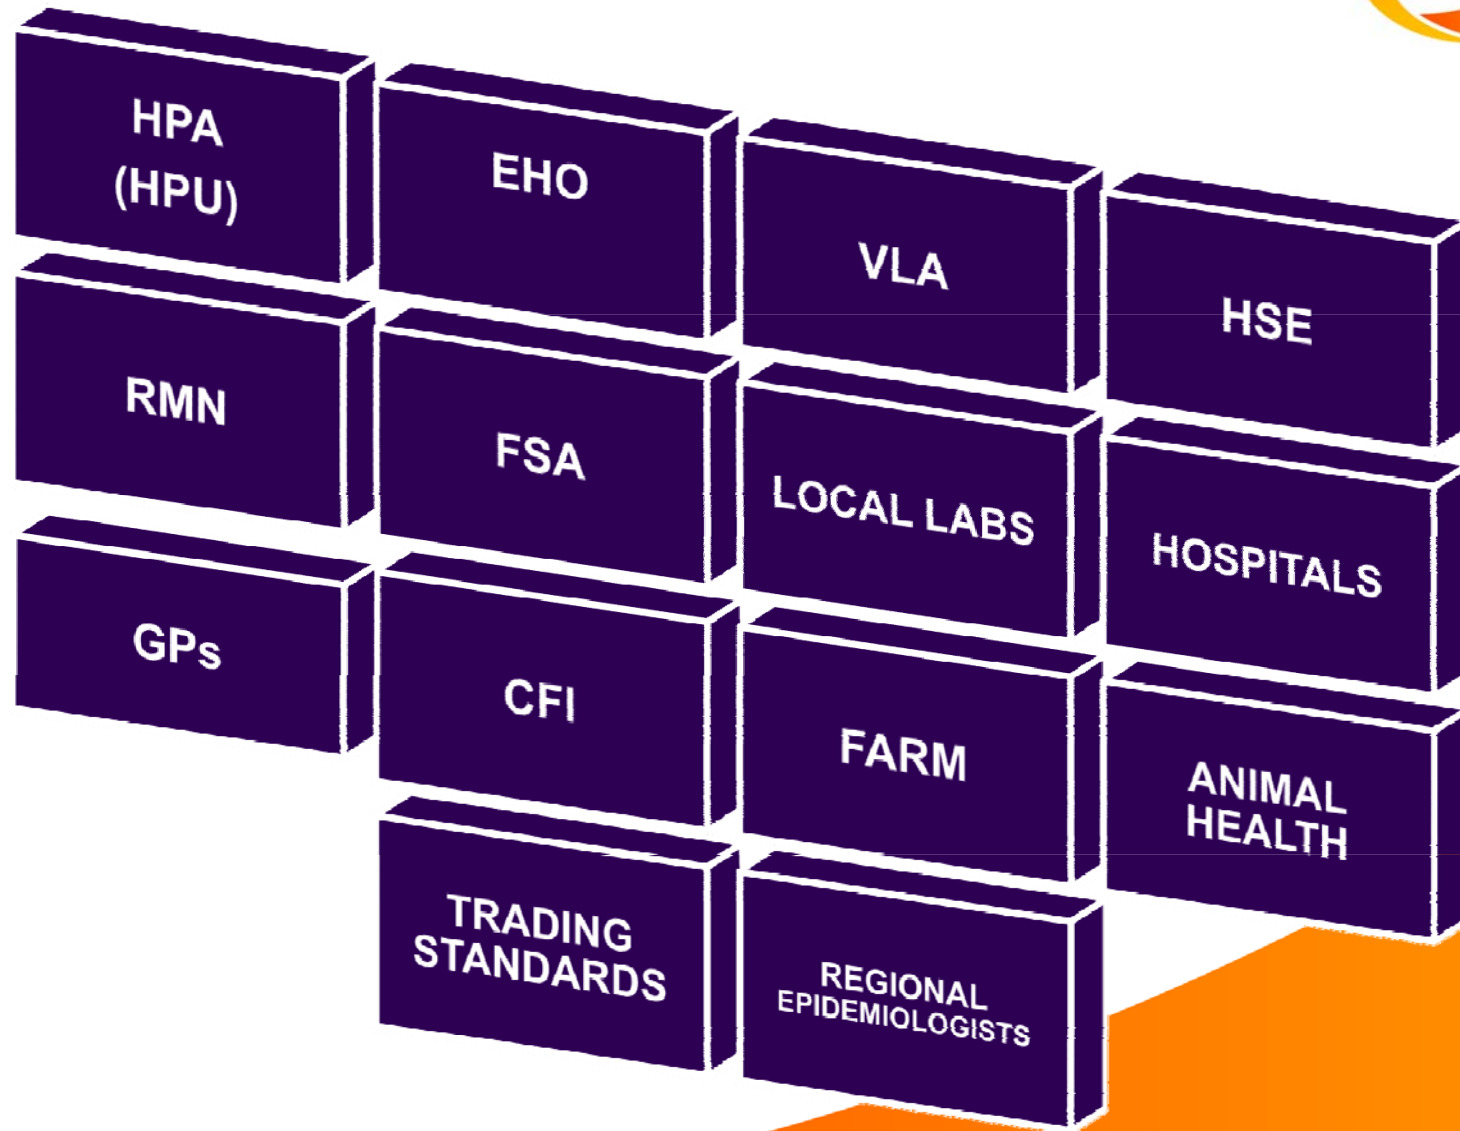 HPA
(HPU)
EHO
VLA
HSE
RMN
FSA
LOCAL LABS
HOSPITALS
GPs
CFI
FARM
ANIMAL
HEALTH
TRADING
STANDARDS
REGIONAL
EPIDEMIOLOGISTS